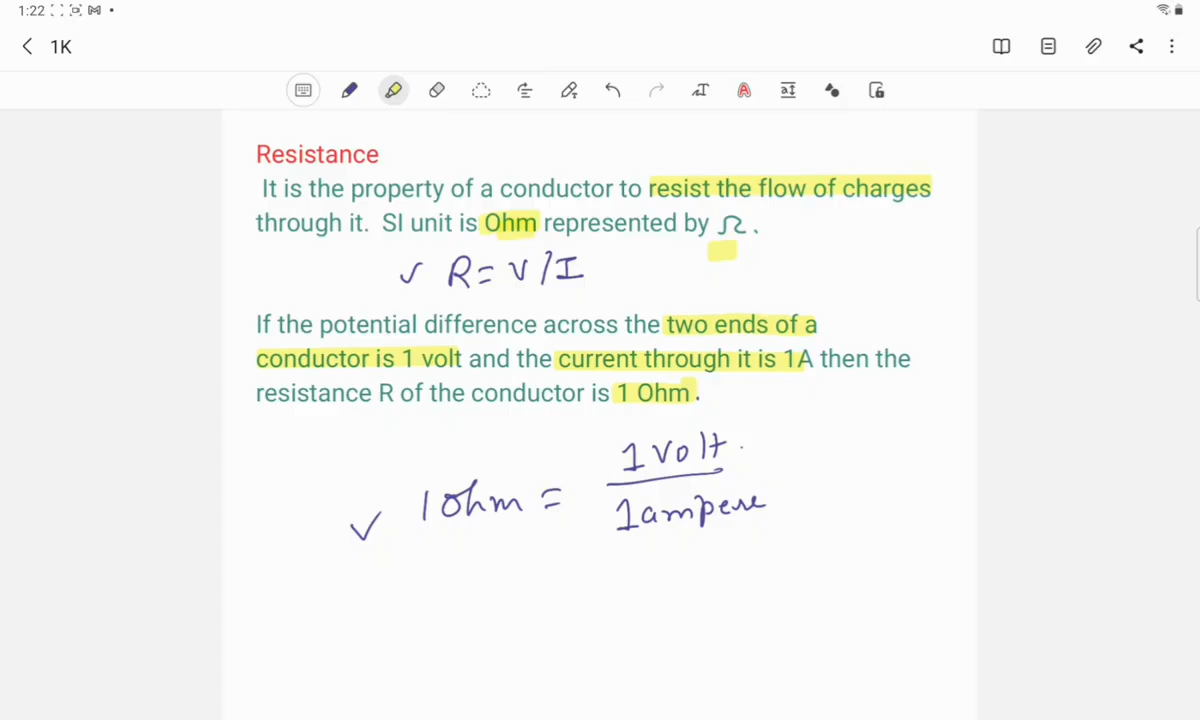 1:22
1K
Resistance
It is the property of a conductor to resist the flow of charges
through it. SI unit is Ohm represented by Ω.
✓ R = V/I
If the potential difference across the two ends of a
conductor is 1 volt and the current through it is 1A then the
resistance R of the conductor is 1 Ohm.
1 volt
✓ 1 Ohm =
1 ampere